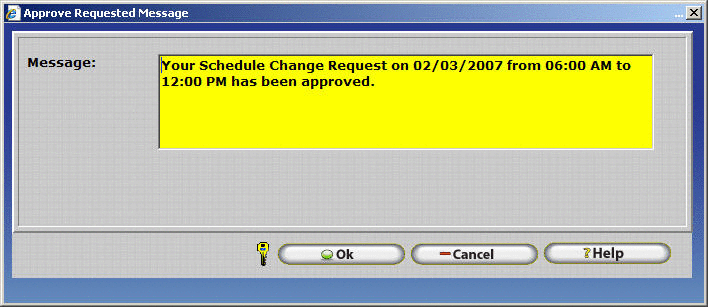 Approve Requested Message
Message:
Your Schedule Change Request on 02/03/2007 from 06:00 AM to
12:00 PM has been approved.
Ok
Cancel
? Help